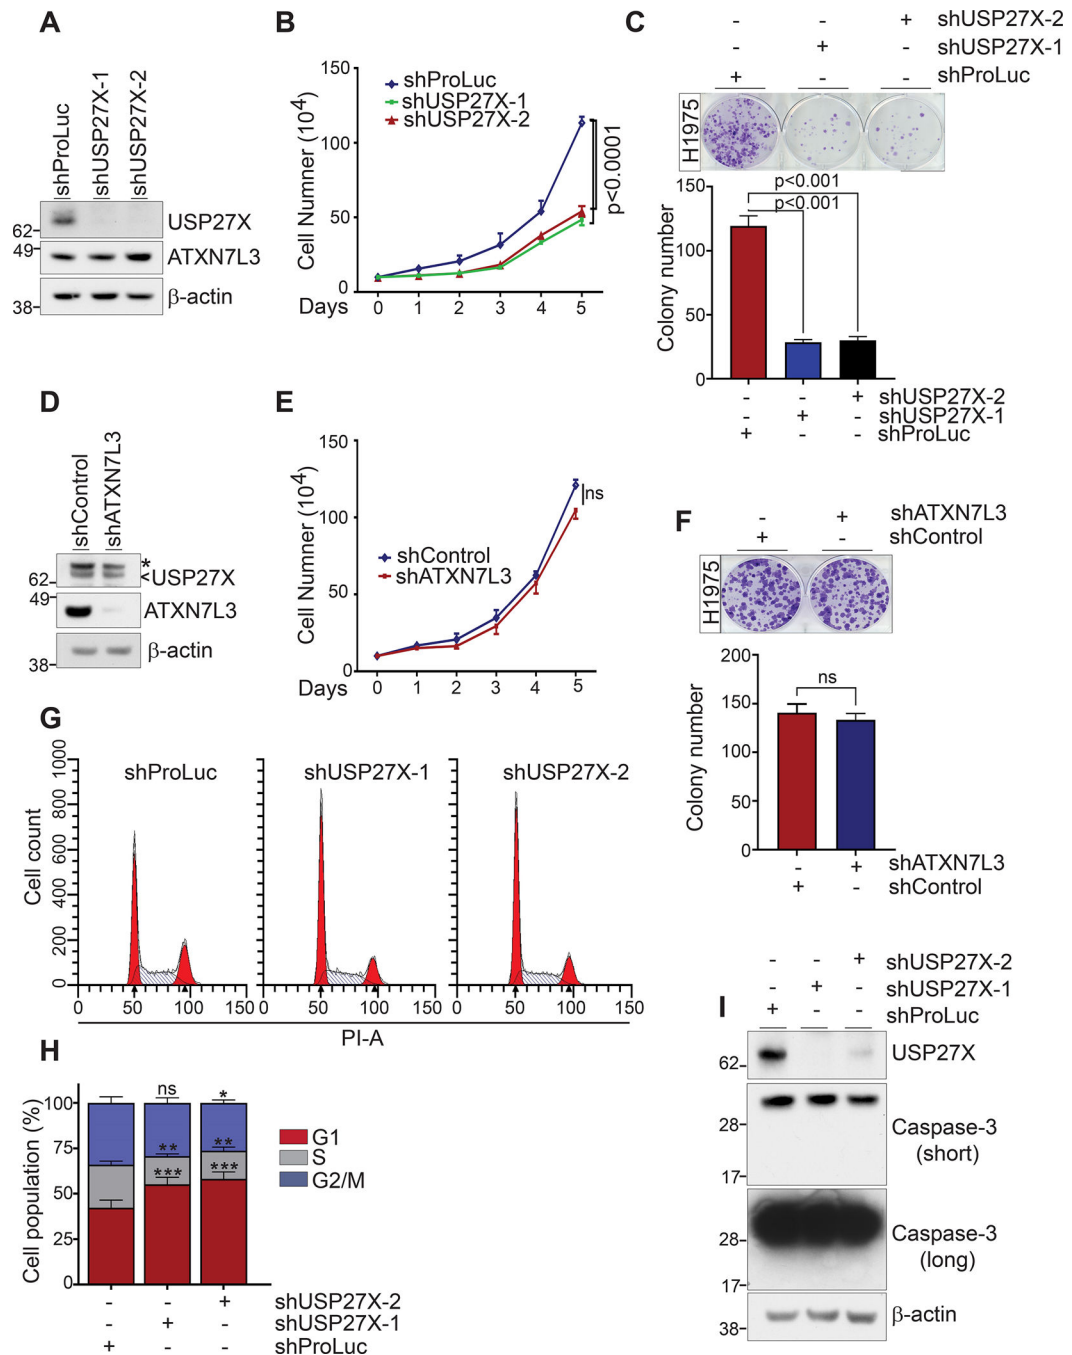 A
shProLuc
shUSP27X-1
shUSP27X-2
USP27X
62
49
ATXN7L3
β-actin
38
B
Cell Numner (10⁴)
150
100
50
0
shProLuc
shUSP27X-1
shUSP27X-2
p<0.0001
Days 0 1 2 3 4 5
C
- - + shUSP27X-2
- + - shUSP27X-1
+ - - shProLuc
H1975
p<0.001
p<0.001
Colony number
150
100
50
0
- - + shUSP27X-2
- + - shUSP27X-1
+ - - shProLuc
D
shControl
shATXN7L3
*
<USP27X
62
49
ATXN7L3
β-actin
38
E
Cell Numner (10⁴)
150
100
50
0
shControl
shATXN7L3
ns
Days 0 1 2 3 4 5
F
- + shATXN7L3
+ - shControl
H1975
ns
Colony number
200
150
100
50
0
- + shATXN7L3
+ - shControl
G
Cell count
1000
800
600
400
200
0
shProLuc
shUSP27X-1
shUSP27X-2
0 50 100 150
0 50 100 150
0 50 100 150
PI-A
H
Cell population (%)
100
75
50
25
0
ns *
** **
*** ***
G1
S
G2/M
- - + shUSP27X-2
- + - shUSP27X-1
+ - - shProLuc
I
- - + shUSP27X-2
- + - shUSP27X-1
+ - - shProLuc
62
USP27X
28
17
Caspase-3
(short)
28
17
Caspase-3
(long)
38
β-actin